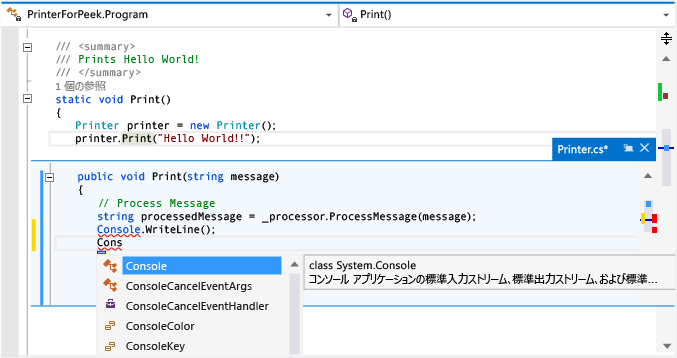 PrinterForPeek.Program
Print()
/// <summary>
/// Prints Hello World!
/// </summary>
1 個の参照
static void Print()
{
Printer printer = new Printer();
printer.Print("Hello World!!");
Printer.cs*
public void Print(string message)
{
// Process Message
string processedMessage = _processor.ProcessMessage(message);
Console.WriteLine();
Cons
Console
ConsoleCancelEventArgs
ConsoleCancelEventHandler
ConsoleColor
ConsoleKey
class System.Console
コンソール アプリケーションの標準入力ストリーム、標準出力ストリーム、および標準...